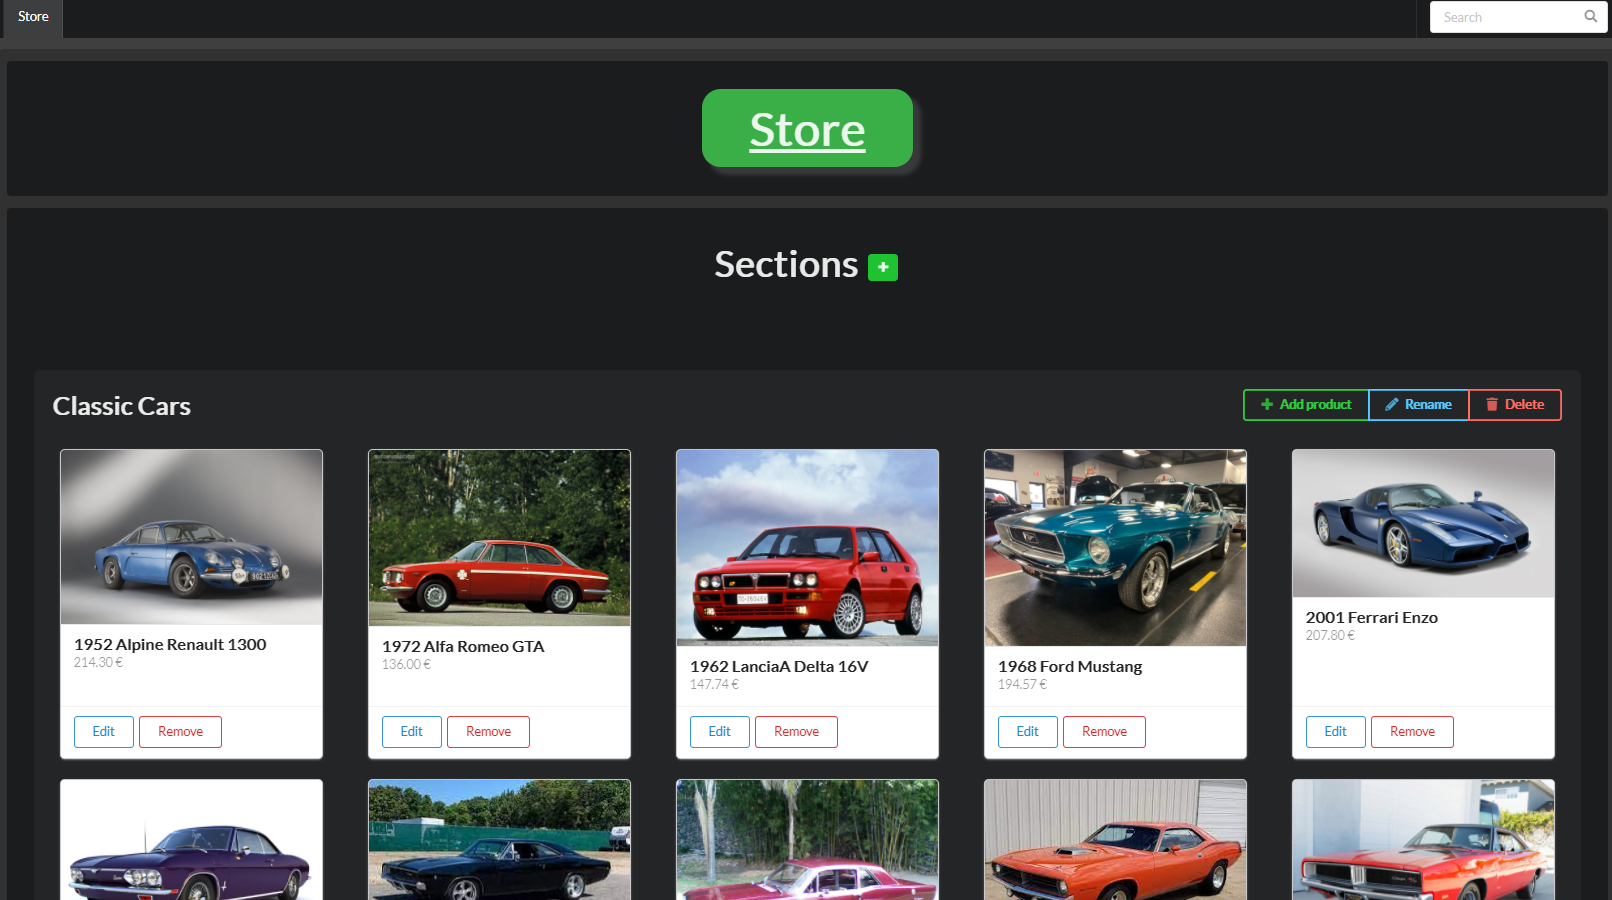 Store
Search
Store
Sections
Classic Cars
Add product
Rename
Delete
1952 Alpine Renault 1300
214.30 €
Edit
Remove
1972 Alfa Romeo GTA
136.00 €
Edit
Remove
1962 LanciaA Delta 16V
147.74 €
Edit
Remove
1968 Ford Mustang
194.57 €
Edit
Remove
2001 Ferrari Enzo
207.80 €
Edit
Remove